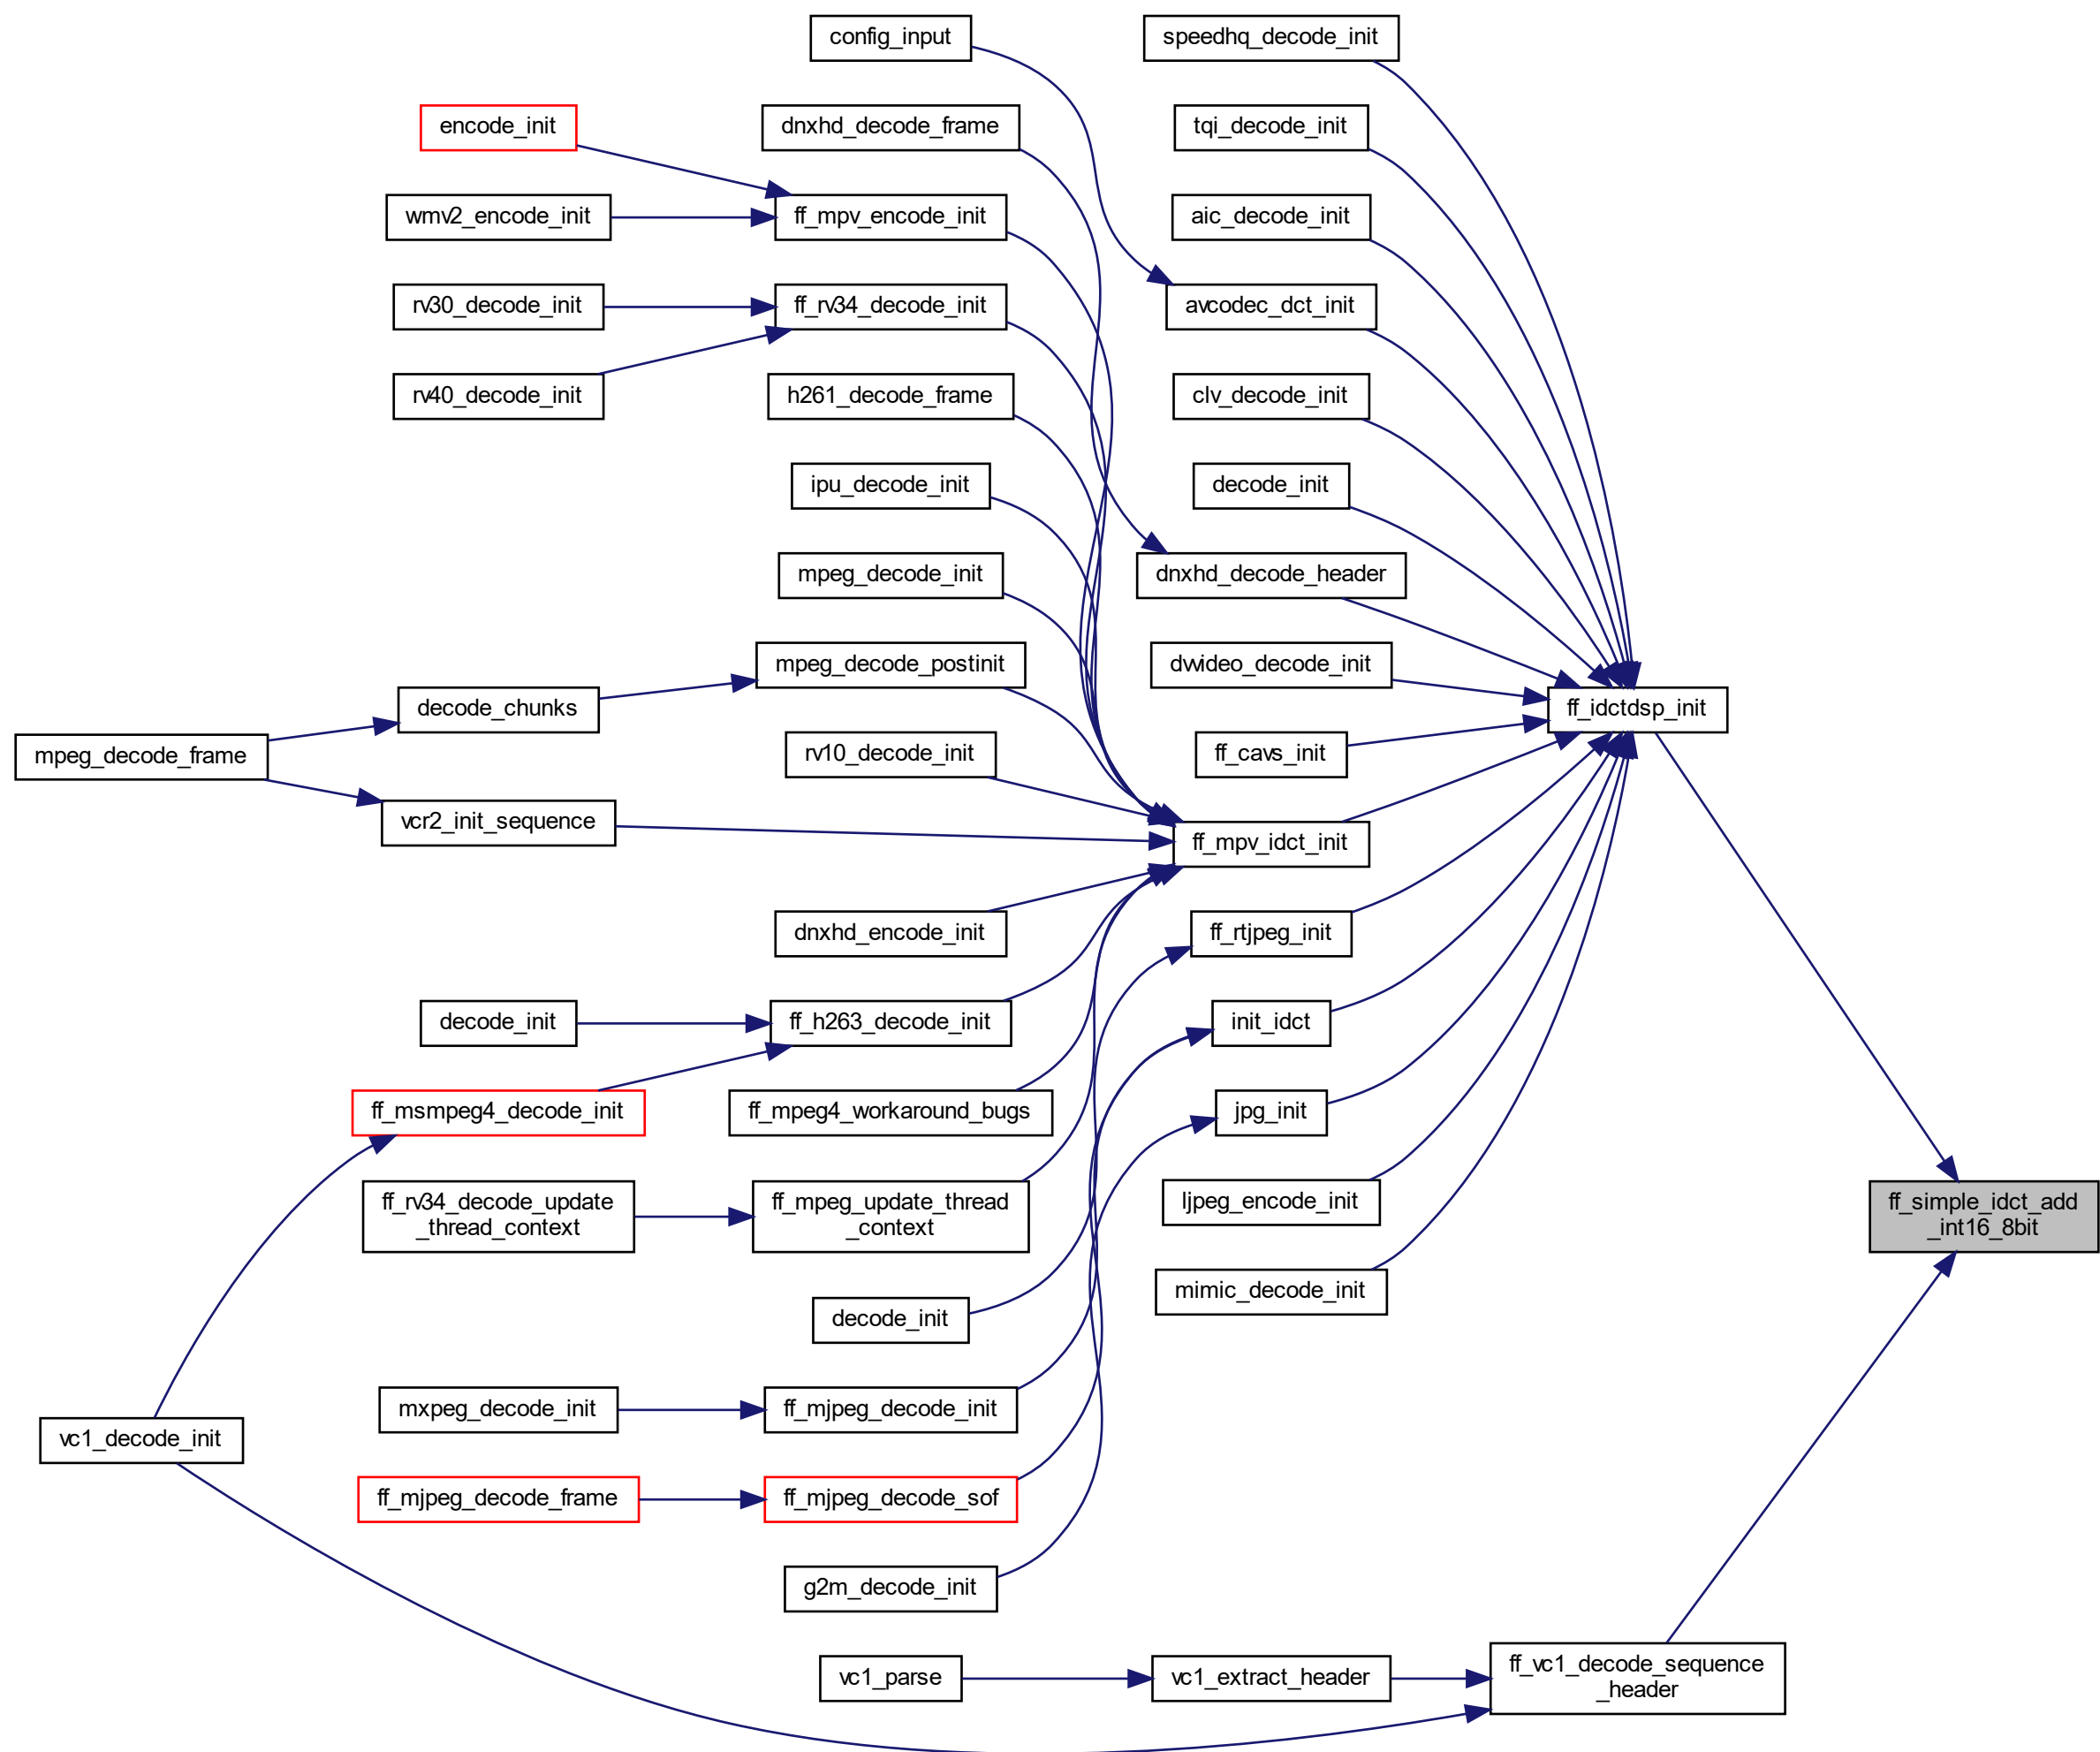 config_input
speedhq_decode_init
encode_init
dnxhd_decode_frame
tqi_decode_init
wmv2_encode_init
ff_mpv_encode_init
aic_decode_init
rv30_decode_init
ff_rv34_decode_init
avcodec_dct_init
rv40_decode_init
h261_decode_frame
clv_decode_init
ipu_decode_init
decode_init
mpeg_decode_init
dnxhd_decode_header
mpeg_decode_postinit
dvvideo_decode_init
decode_chunks
ff_idctdsp_init
mpeg_decode_frame
rv10_decode_init
ff_cavs_init
vcr2_init_sequence
ff_mpv_idct_init
dnxhd_encode_init
ff_rtjpeg_init
decode_init
ff_h263_decode_init
init_idct
ff_msmpeg4_decode_init
ff_mpeg4_workaround_bugs
jpg_init
ff_rv34_decode_update
_thread_context
ff_mpeg_update_thread
_context
ljpeg_encode_init
ff_simple_idct_add
_int16_8bit
decode_init
mimic_decode_init
mxpeg_decode_init
ff_mjpeg_decode_init
vc1_decode_init
ff_mjpeg_decode_frame
ff_mjpeg_decode_sof
g2m_decode_init
vc1_parse
vc1_extract_header
ff_vc1_decode_sequence
_header